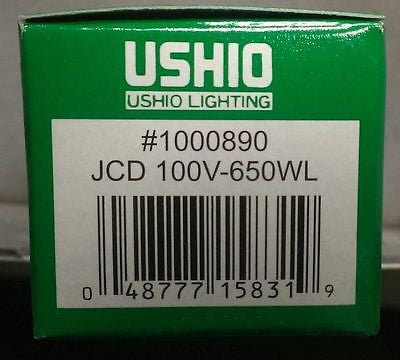 USHIO
USHIO LIGHTING
#1000890
JCD 100V-650WL
0 48777 15831 9